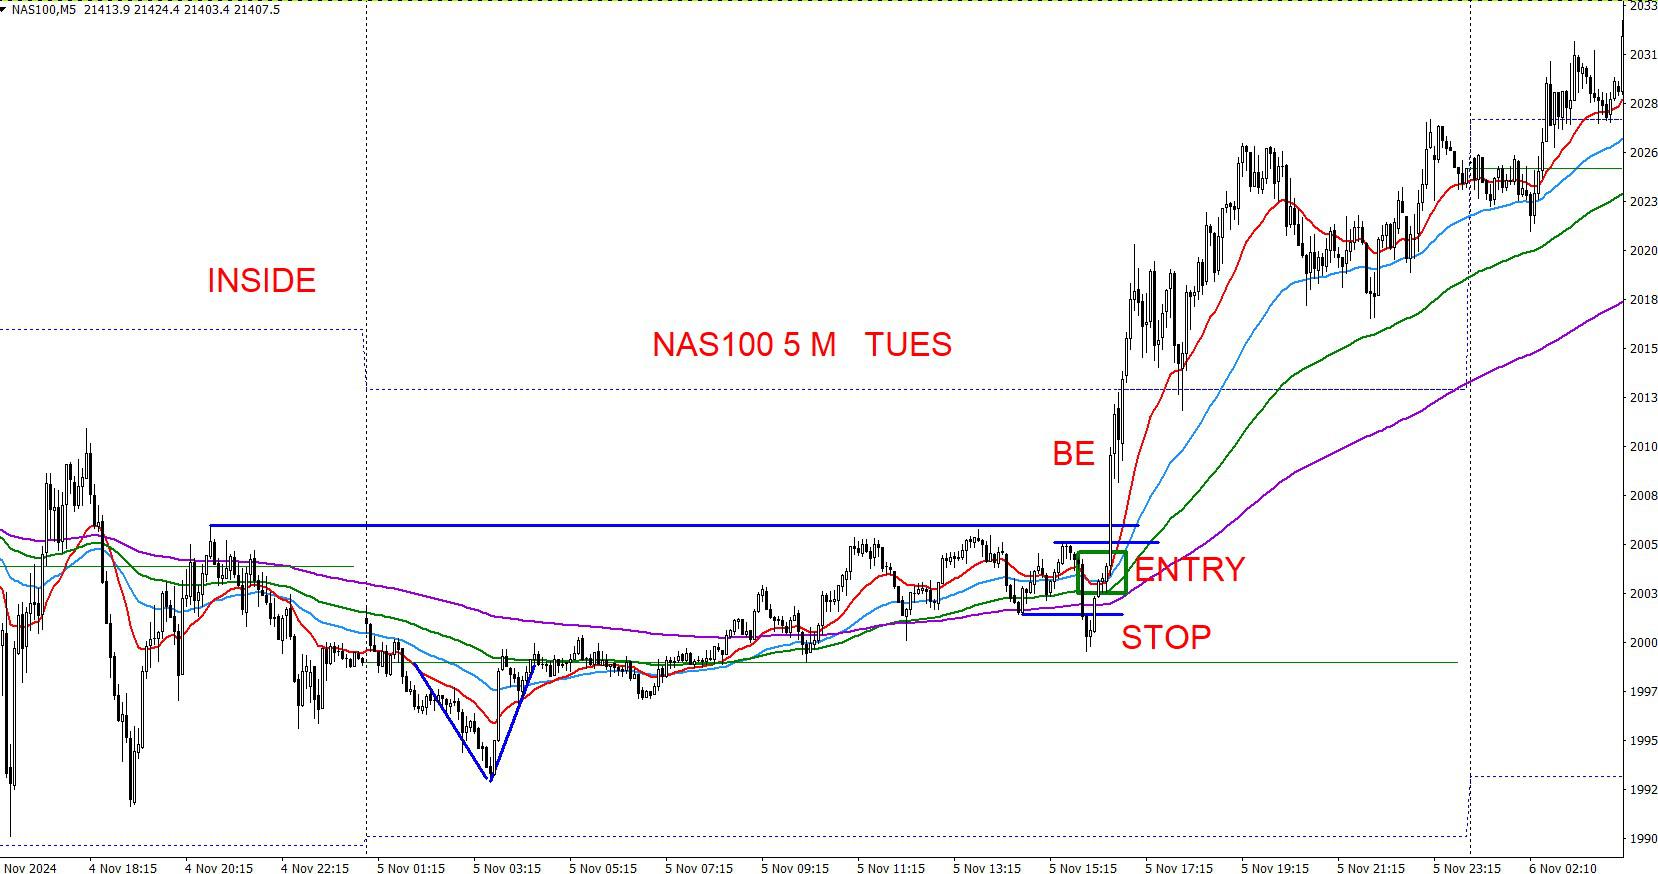 NAS100,M5 21413.9 21424.4 21403.4 21407.5
2033
2031
2028
2026
2023
2020
2018
2015
2013
2010
2008
2005
2003
2000
1997
1995
1992
1990
INSIDE
NAS100 5 M TUES
BE
ENTRY
STOP
Nov 2024
4 Nov 18:15
4 Nov 20:15
4 Nov 22:15
5 Nov 01:15
5 Nov 03:15
5 Nov 05:15
5 Nov 07:15
5 Nov 09:15
5 Nov 11:15
5 Nov 13:15
5 Nov 15:15
5 Nov 17:15
5 Nov 19:15
5 Nov 21:15
5 Nov 23:15
6 Nov 02:10